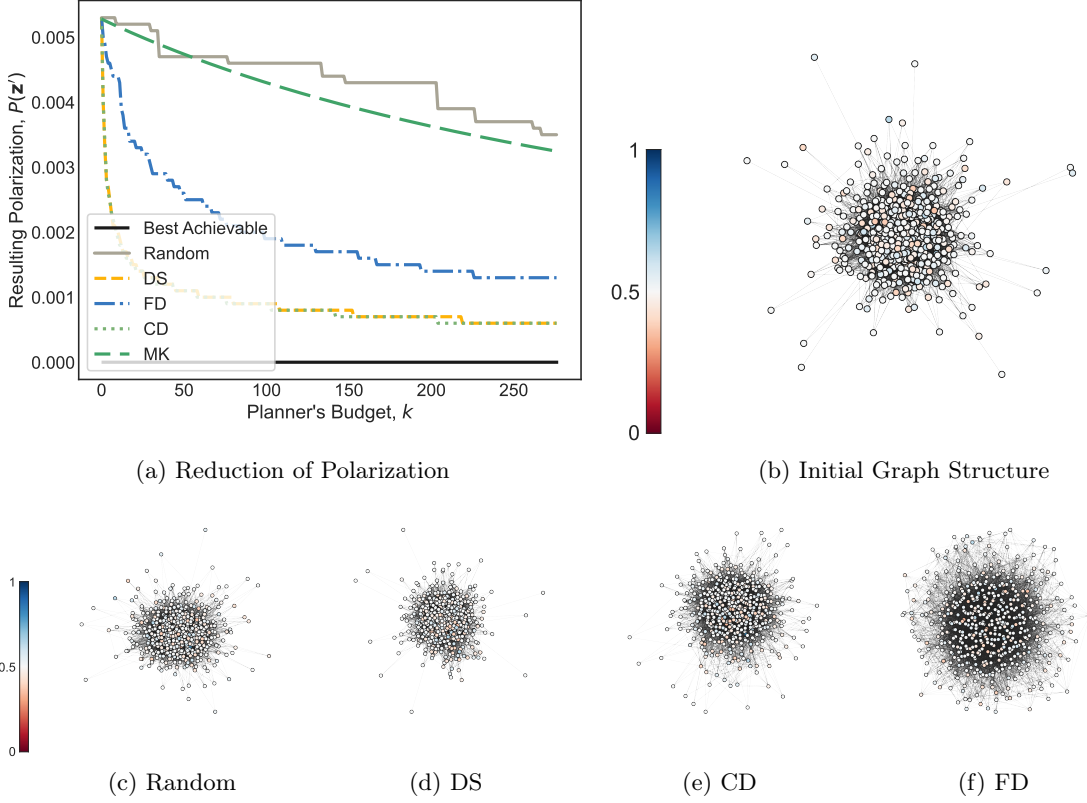 0.005
0.004
0.003
0.002
0.001
0.000
Resulting Polarization, P(z′)
Best Achievable
Random
DS
FD
CD
MK
0 50 100 150 200 250
Planner's Budget, k
1
0.5
0
(a) Reduction of Polarization
(b) Initial Graph Structure
1
0.5
0
(c) Random
(d) DS
(e) CD
(f) FD